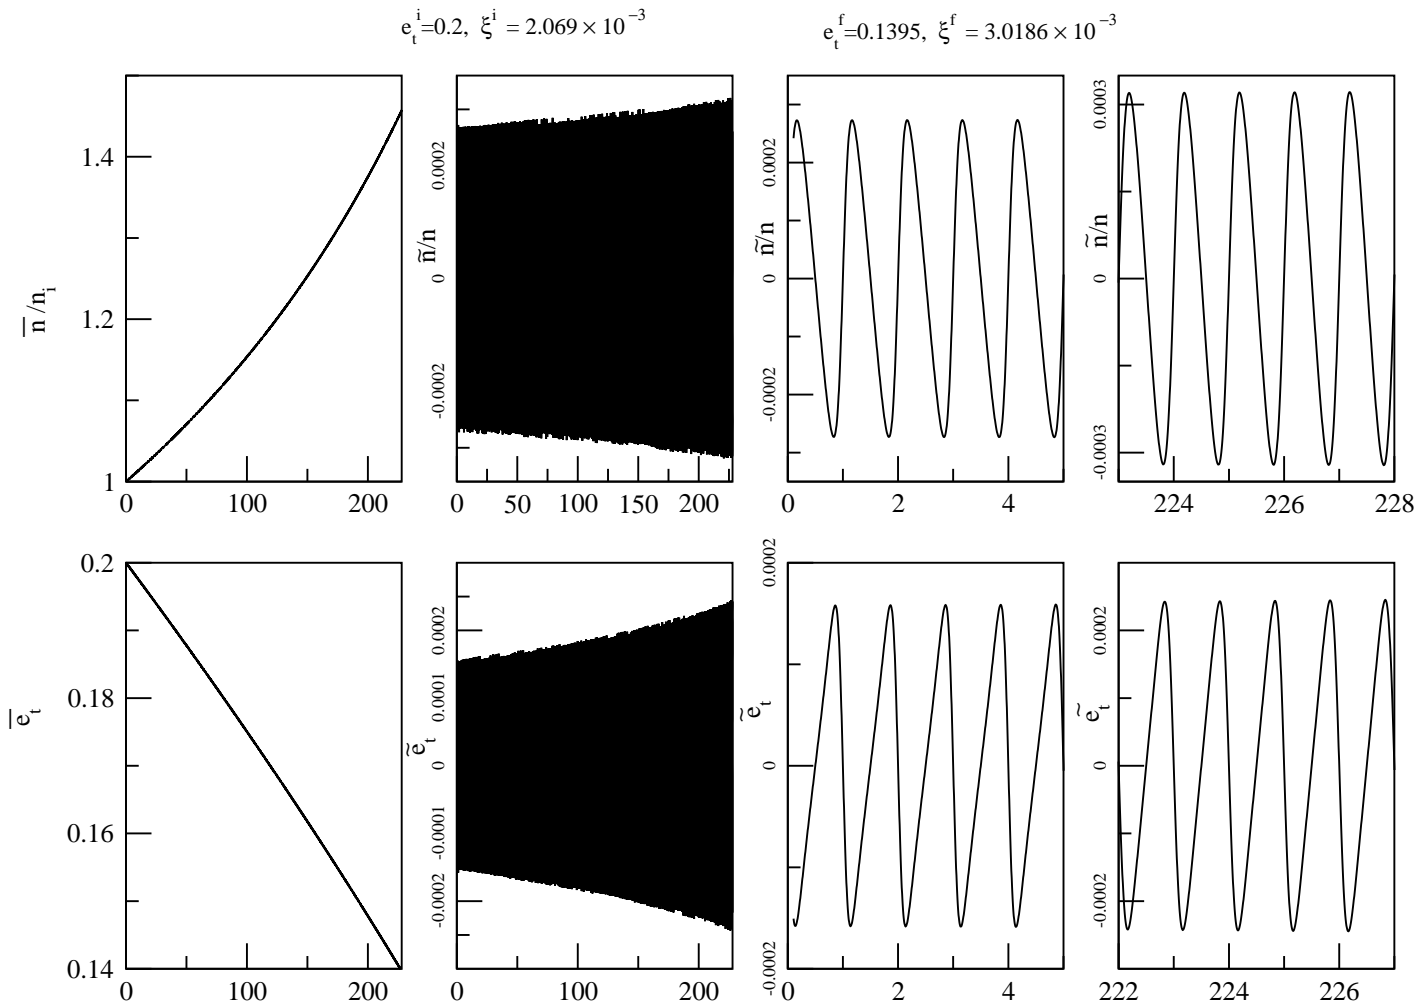 e_t^i=0.2, ξ^i = 2.069 × 10^−3
e_t^f=0.1395, ξ^f = 3.0186 × 10^−3
1.4
1.2
1
n̄/n_i
0 100 200
0.0002
0
-0.0002
ñ/n
0 50 100 150 200
0.0002
0
-0.0002
ñ/n
0 2 4
0.0003
0
-0.0003
ñ/n
224 226 228
0.2
0.18
0.16
0.14
e̅_t
0 100 200
0.0002
0.0001
0
-0.0001
-0.0002
ẽ_t
0 100 200
0.0002
0
-0.0002
ẽ_t
0 2 4
0.0002
0
-0.0002
ẽ_t
222 224 226